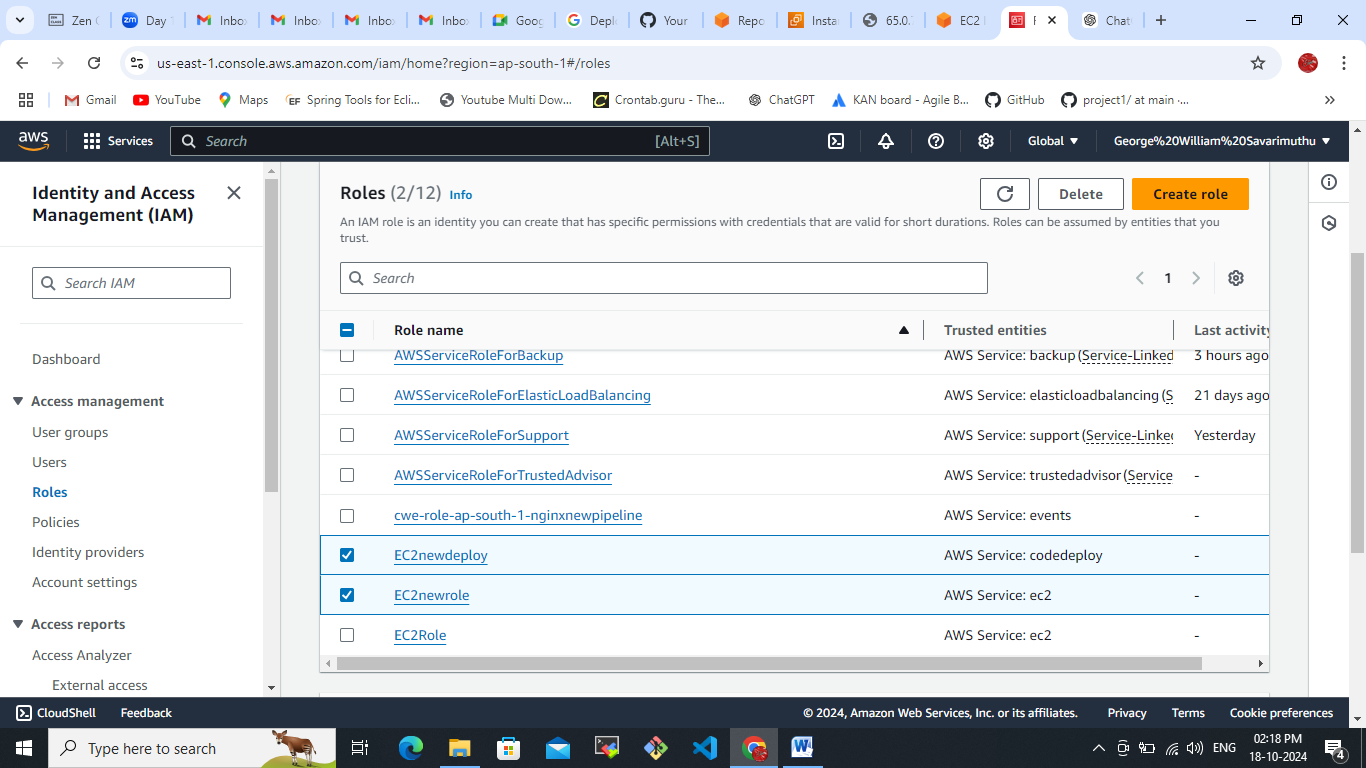 Zen C
Day 1
Inbox
Inbox
Inbox
Inbox
Goog
Deplo
Your
Repo
Insta
65.0.
EC2 I
Chat
us-east-1.console.aws.amazon.com/iam/home?region=ap-south-1#/roles
Gmail
YouTube
Maps
Spring Tools for Ecli...
Youtube Multi Dow...
Crontab.guru - The...
ChatGPT
KAN board - Agile B...
GitHub
project1/ at main ·...
aws
Services
Search
[Alt+S]
Global
George%20William%20Savarimuthu
Identity and Access
Management (IAM)
Search IAM
Dashboard
Access management
User groups
Users
Roles
Policies
Identity providers
Account settings
Access reports
Access Analyzer
External access
Roles (2/12) Info
Delete
Create role
An IAM role is an identity you can create that has specific permissions with credentials that are valid for short durations. Roles can be assumed by entities that you
trust.
Search
1
Role name
Trusted entities
Last activity
AWSServiceRoleForBackup
AWS Service: backup (Service-Linked
3 hours ago
AWSServiceRoleForElasticLoadBalancing
AWS Service: elasticloadbalancing (S
21 days ago
AWSServiceRoleForSupport
AWS Service: support (Service-Linked
Yesterday
AWSServiceRoleForTrustedAdvisor
AWS Service: trustedadvisor (Service
-
cwe-role-ap-south-1-nginxnewpipeline
AWS Service: events
-
EC2newdeploy
AWS Service: codedeploy
-
EC2newrole
AWS Service: ec2
-
EC2Role
AWS Service: ec2
-
CloudShell
Feedback
© 2024, Amazon Web Services, Inc. or its affiliates.
Privacy
Terms
Cookie preferences
Type here to search
ENG
02:18 PM
18-10-2024
4